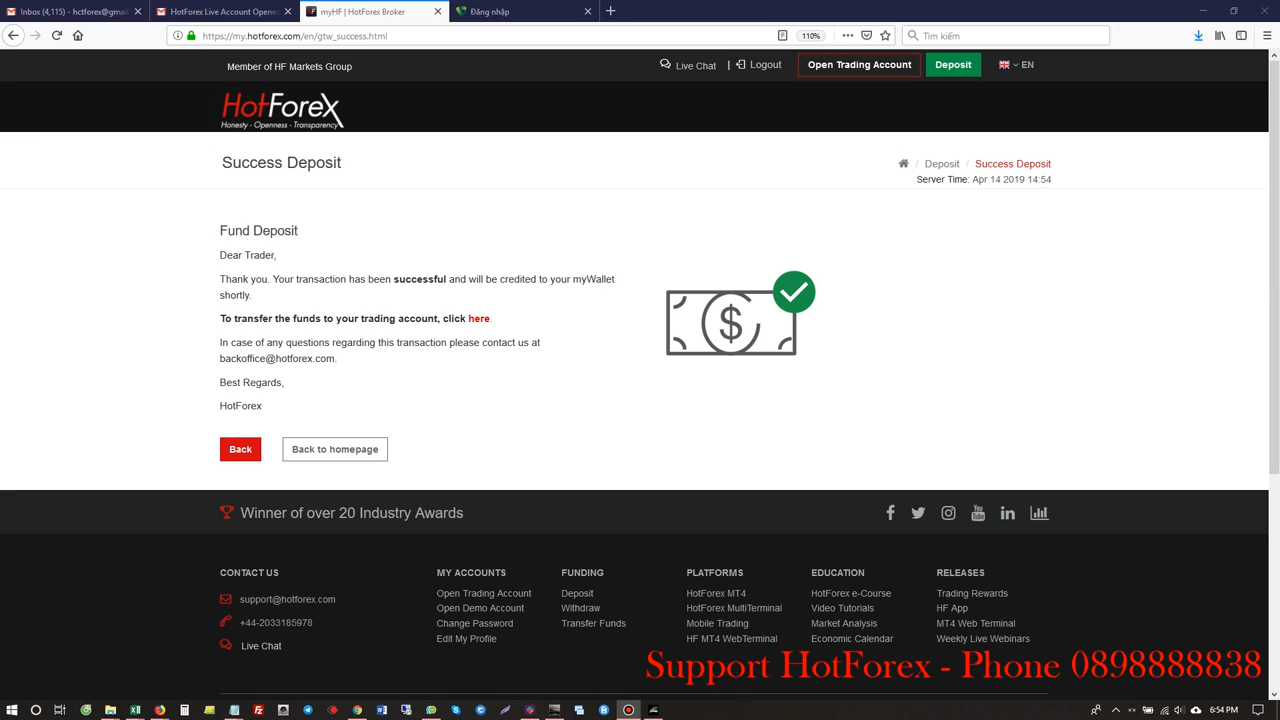 Inbox (4,115) - hctforex@gmail
HotForex Live Account Opene
myHF | HotForex Broker
Đăng nhập
https://my.hotforex.com/en/gtw_success.html
110%
Tìm kiếm
Member of HF Markets Group
Live Chat
| Logout
Open Trading Account
Deposit
EN
HotForex
Honesty - Openness - Transparency
Success Deposit
/ Deposit / Success Deposit
Server Time: Apr 14 2019 14:54
Fund Deposit
Dear Trader,
Thank you. Your transaction has been successful and will be credited to your myWallet
shortly.
To transfer the funds to your trading account, click here.
In case of any questions regarding this transaction please contact us at
backoffice@hotforex.com.
Best Regards,
HotForex
$
Back
Back to homepage
Winner of over 20 Industry Awards
You
Tube
CONTACT US
support@hotforex.com
+44-2033185978
Live Chat
MY ACCOUNTS
Open Trading Account
Open Demo Account
Change Password
Edit My Profile
FUNDING
Deposit
Withdraw
Transfer Funds
PLATFORMS
HotForex MT4
HotForex MultiTerminal
Mobile Trading
HF MT4 WebTerminal
EDUCATION
HotForex e-Course
Video Tutorials
Market Analysis
Economic Calendar
RELEASES
Trading Rewards
HF App
MT4 Web Terminal
Weekly Live Webinars
Support HotForex - Phone 0898888838
6:54 PM